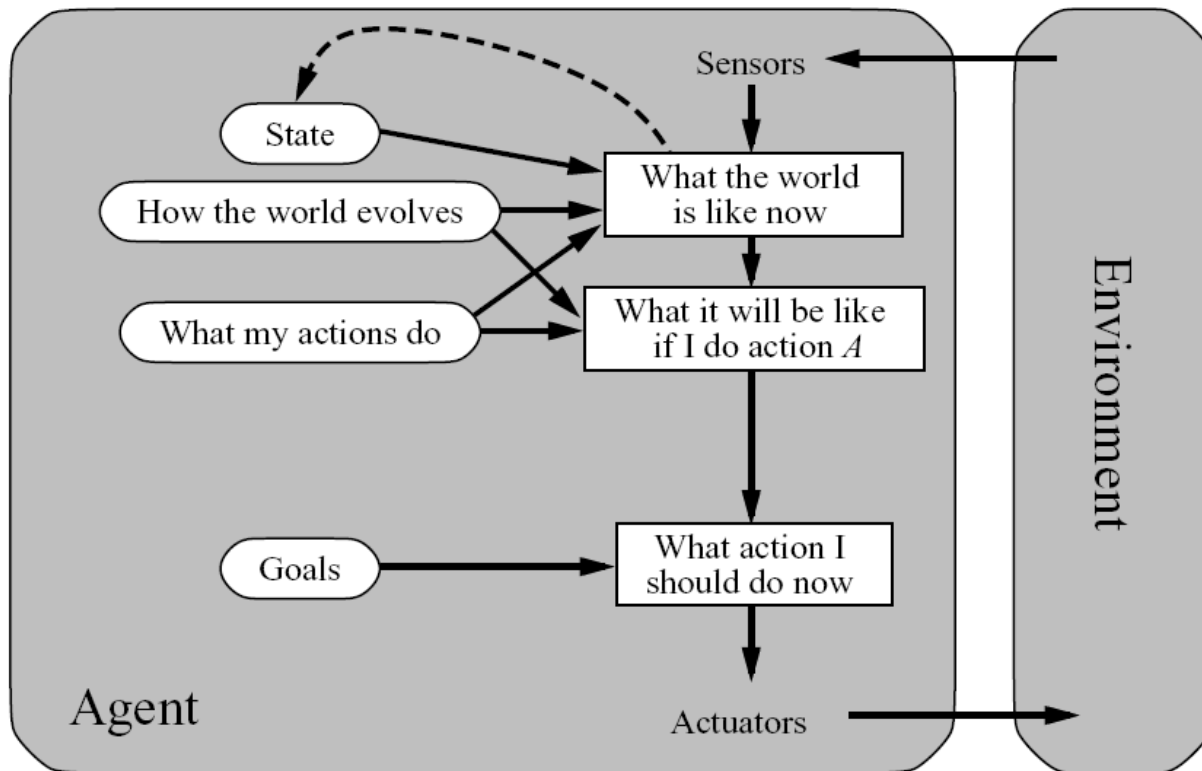 Sensors
State
What the world
is like now
How the world evolves
What my actions do
What it will be like
if I do action A
Goals
What action I
should do now
Agent
Actuators
Environment